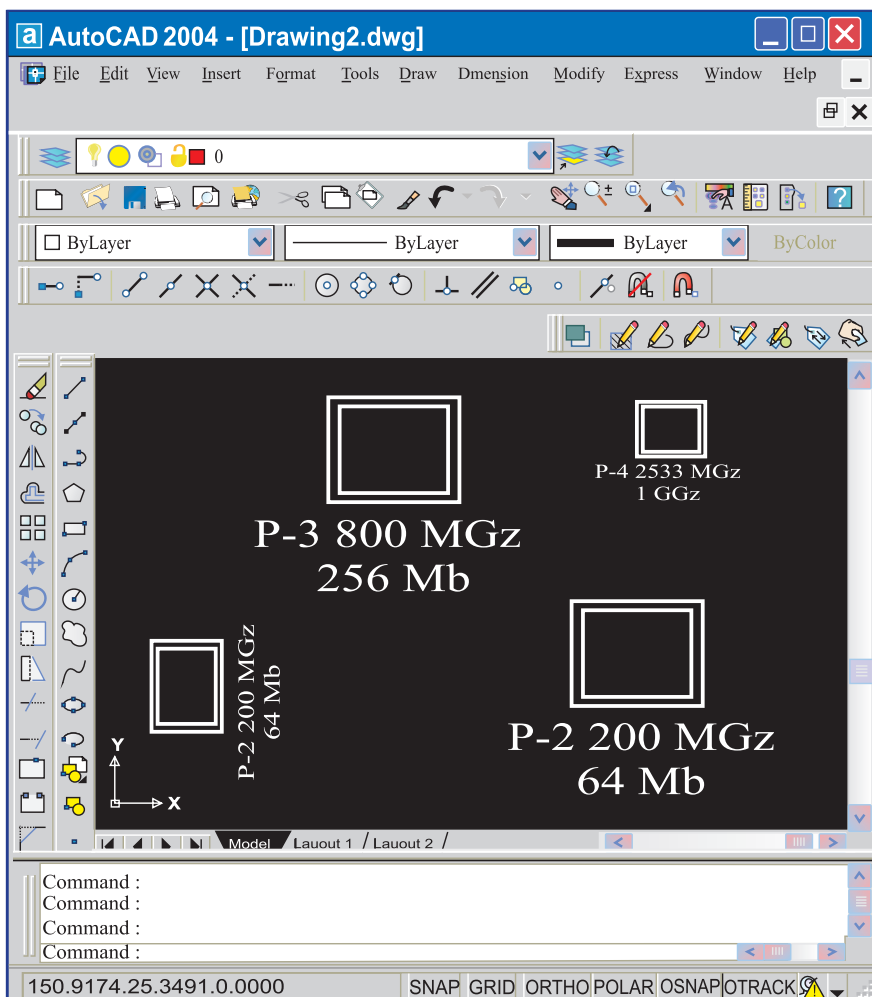 a AutoCAD 2004 - [Drawing2.dwg]
File Edit View Insert Format Tools Draw Dmension Modify Express Window Help
0
A
?
ByLayer ByLayer ByLayer ByColor
P-3 800 MGz
256 Mb
P-4 2533 MGz
1 GGz
P-2 200 MGz
64 Mb
P-2 200 MGz
64 Mb
Y
X
Model Lauout 1 / Lauout 2 /
Command :
Command :
Command :
Command :
150.9174.25.3491.0.0000 SNAP GRID ORTHO POLAR OSNAP OTRACK